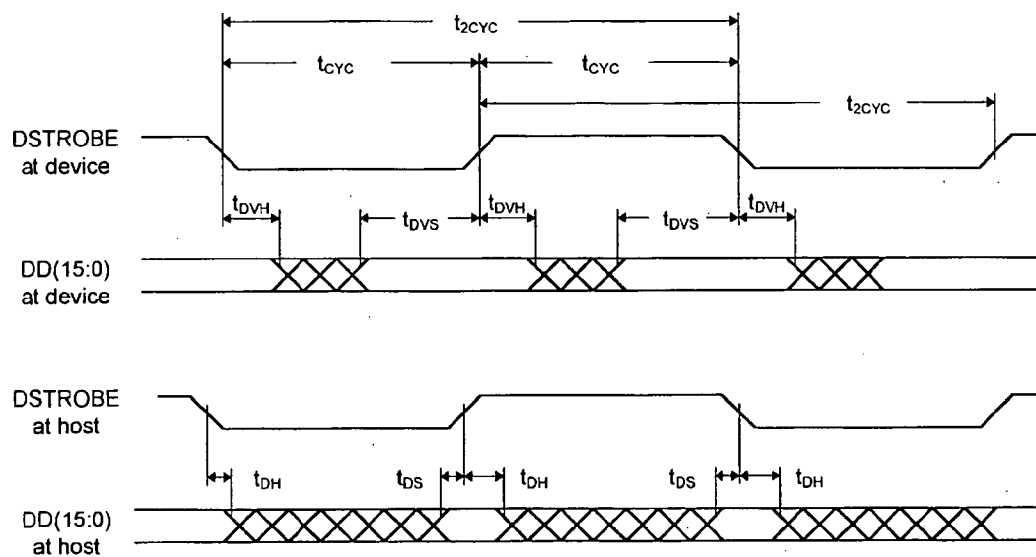 t2CYC
tCYC tCYC
t2CYC
DSTROBE
at device
tDVH tDVS tDVH tDVS tDVH
DD(15:0)
at device
DSTROBE
at host
tDH tDS tDH tDS tDH
DD(15:0)
at host